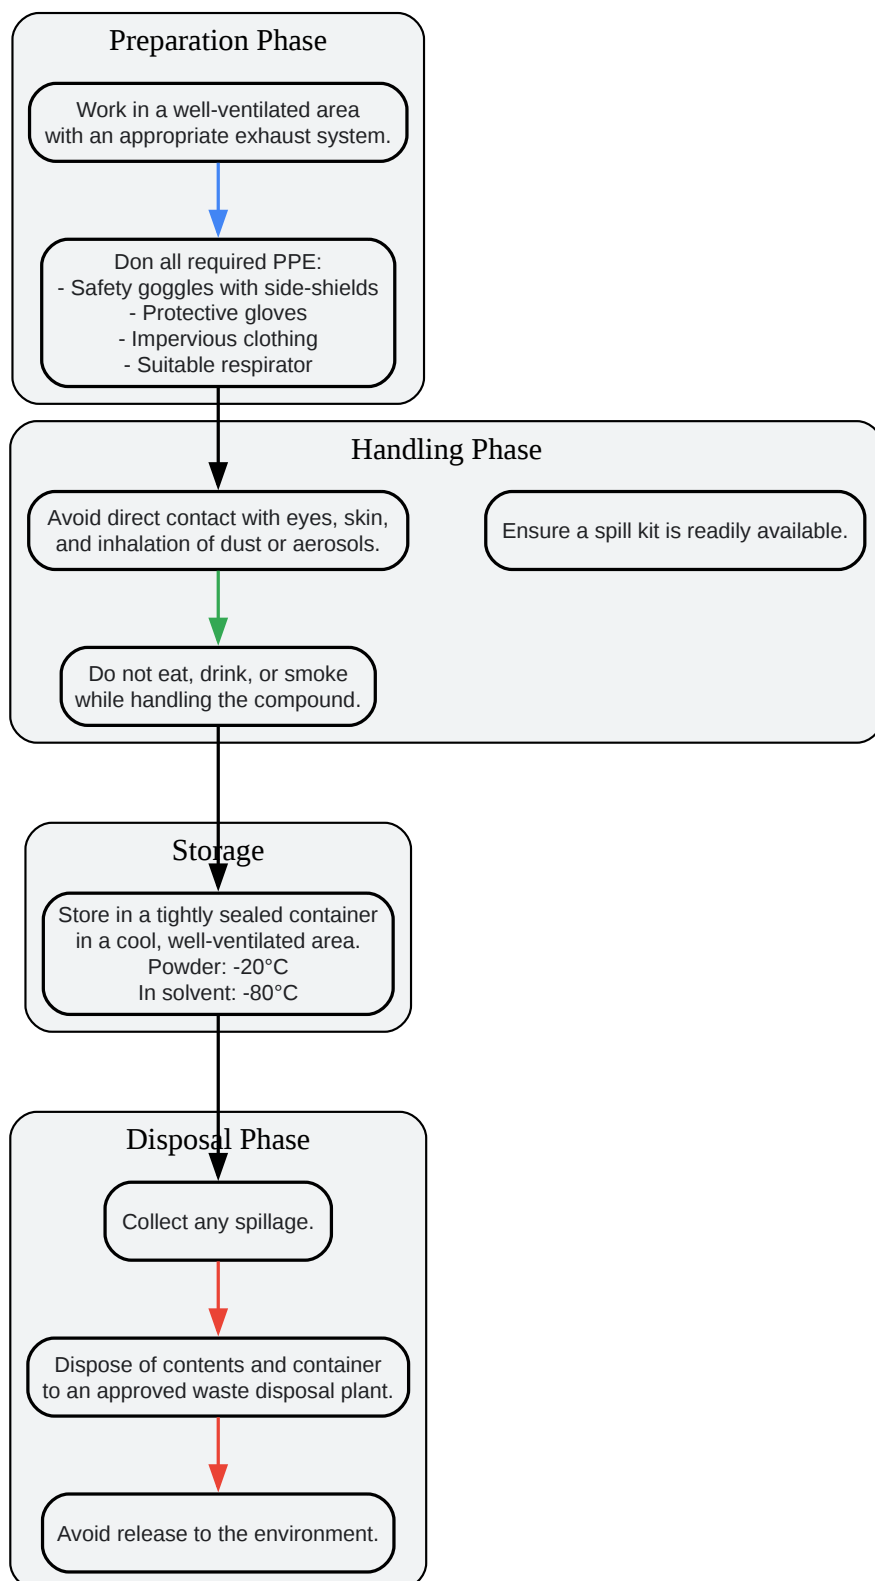 Preparation Phase
Work in a well-ventilated area
with an appropriate exhaust system.
Don all required PPE:
- Safety goggles with side-shields
- Protective gloves
- Impervious clothing
- Suitable respirator
Handling Phase
Avoid direct contact with eyes, skin,
and inhalation of dust or aerosols.
Ensure a spill kit is readily available.
Do not eat, drink, or smoke
while handling the compound.
Storage
Store in a tightly sealed container
in a cool, well-ventilated area.
Powder: -20°C
In solvent: -80°C
Disposal Phase
Collect any spillage.
Dispose of contents and container
to an approved waste disposal plant.
Avoid release to the environment.